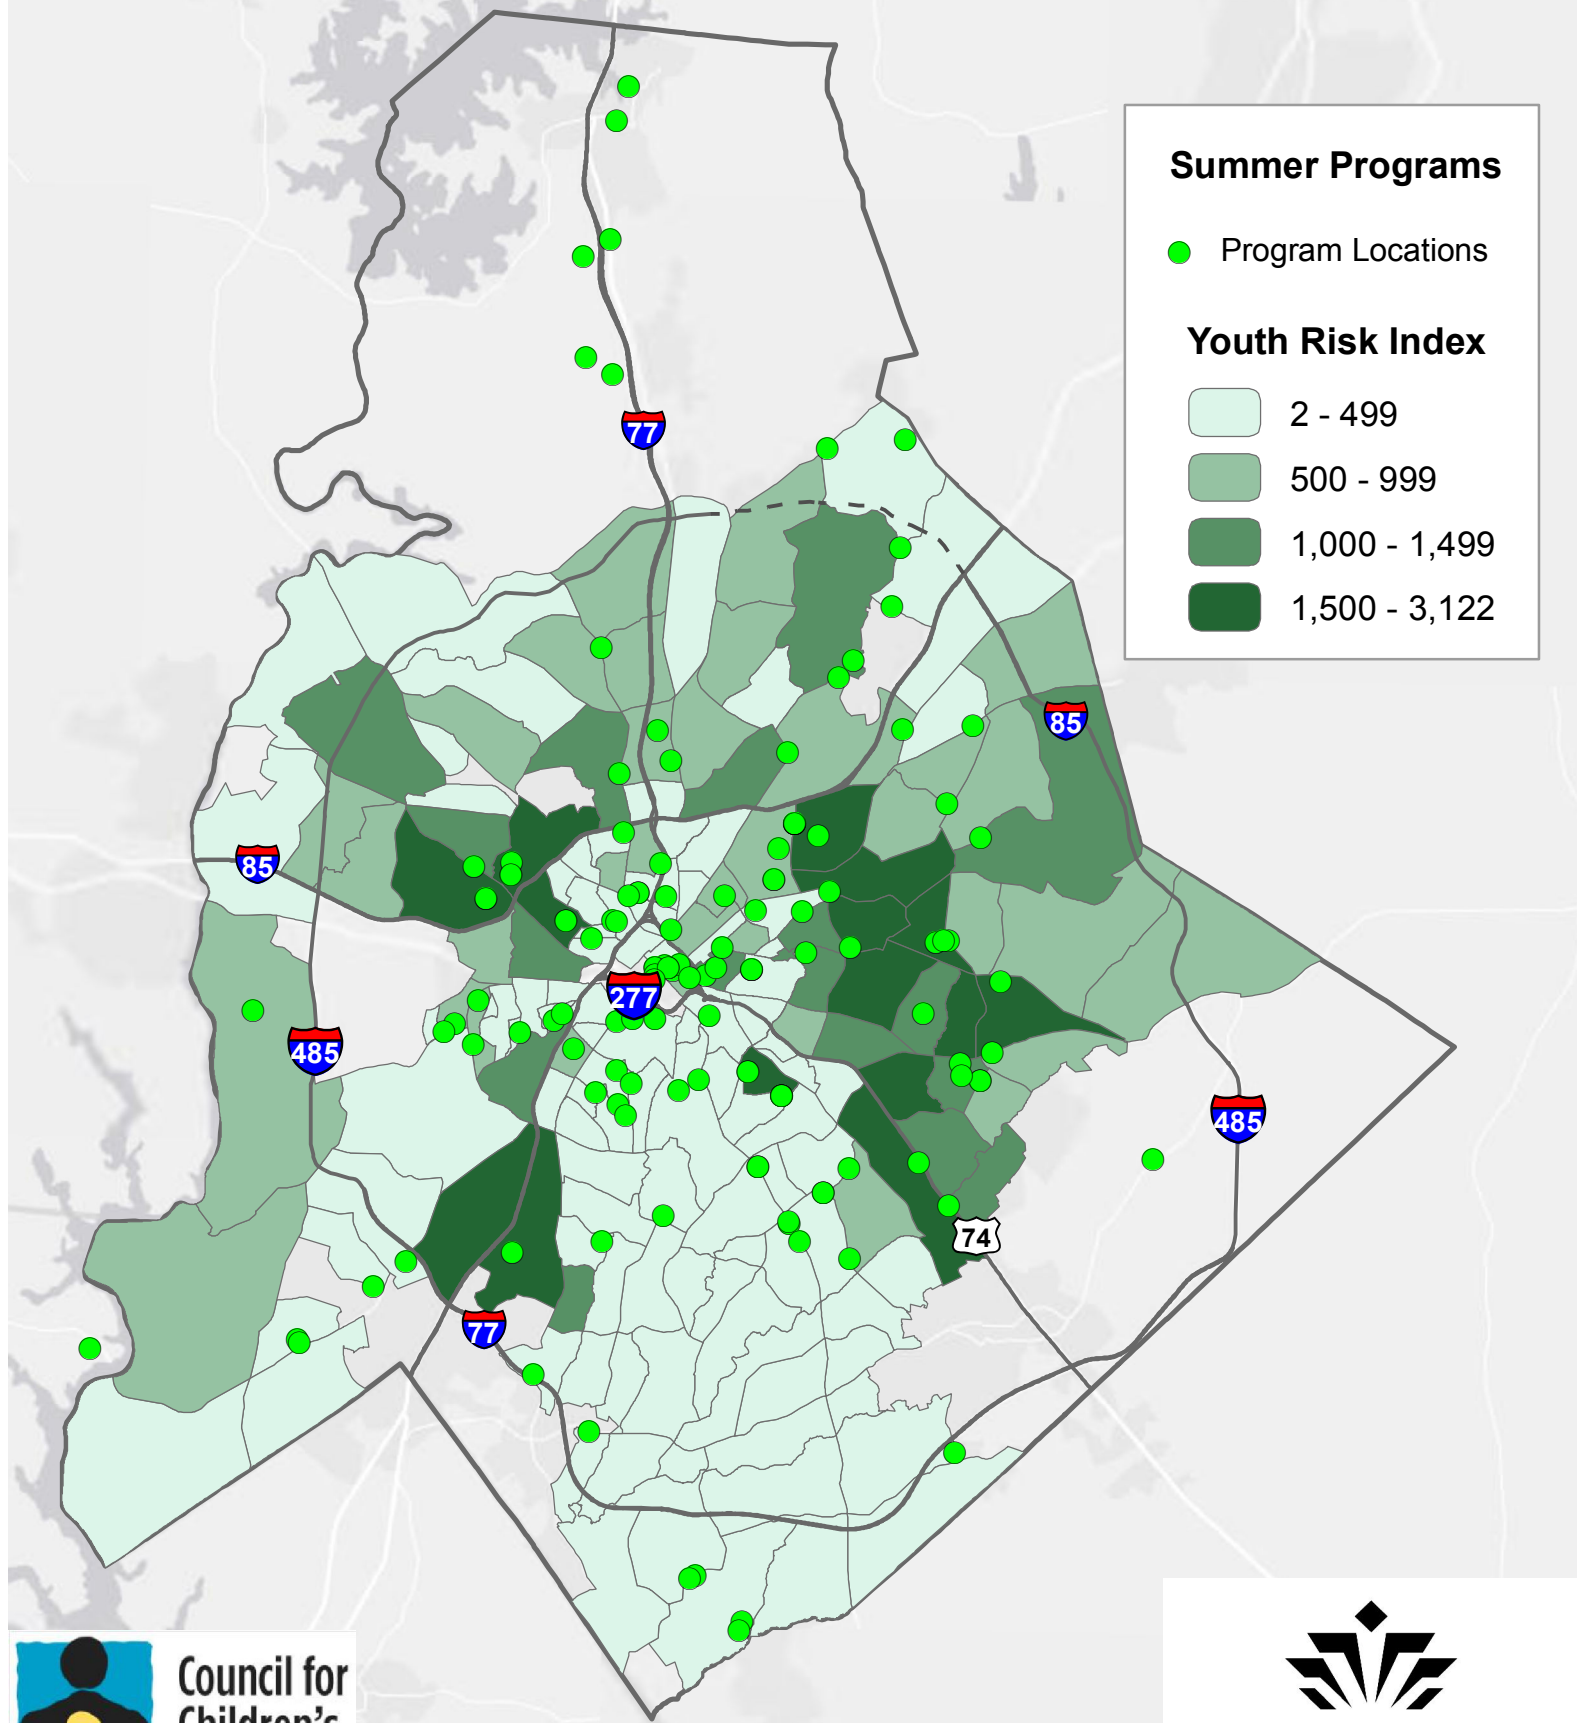 Summer Programs
Program Locations
Youth Risk Index
2 - 499
500 - 999
1,000 - 1,499
1,500 - 3,122
77
85
85
277
485
485
74
77
Council for
Children's